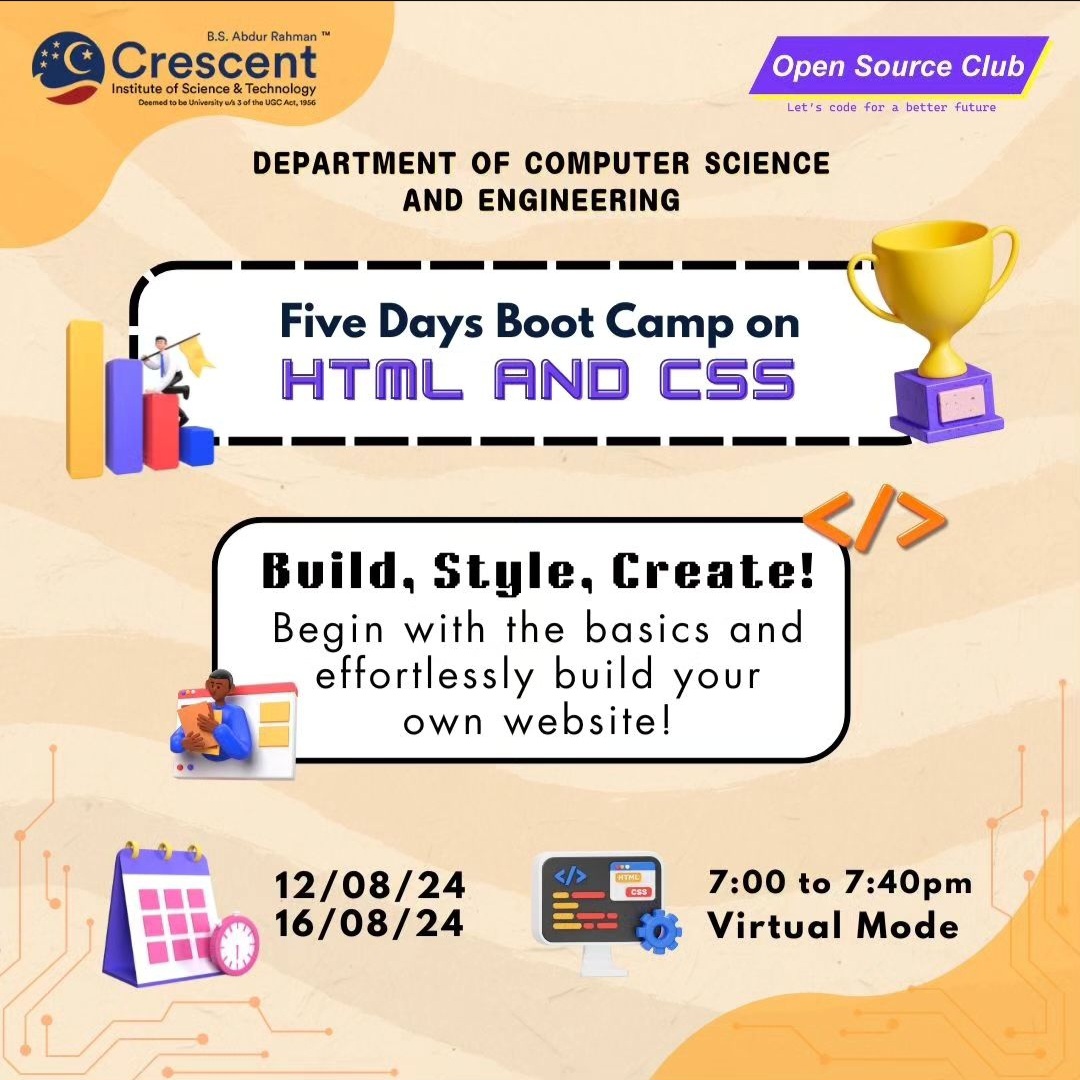 B.S. Abdur Rahman ™
Crescent
Institute of Science & Technology
Deemed to be University u/s 3 of the UGC Act, 1956
Open Source Club
Let's code for a better future
DEPARTMENT OF COMPUTER SCIENCE
AND ENGINEERING
Five Days Boot Camp on
HTML AND CSS
</>
Build, Style, Create!
Begin with the basics and
effortlessly build your
own website!
12/08/24
16/08/24
</>
HTML
CSS
7:00 to 7:40pm
Virtual Mode